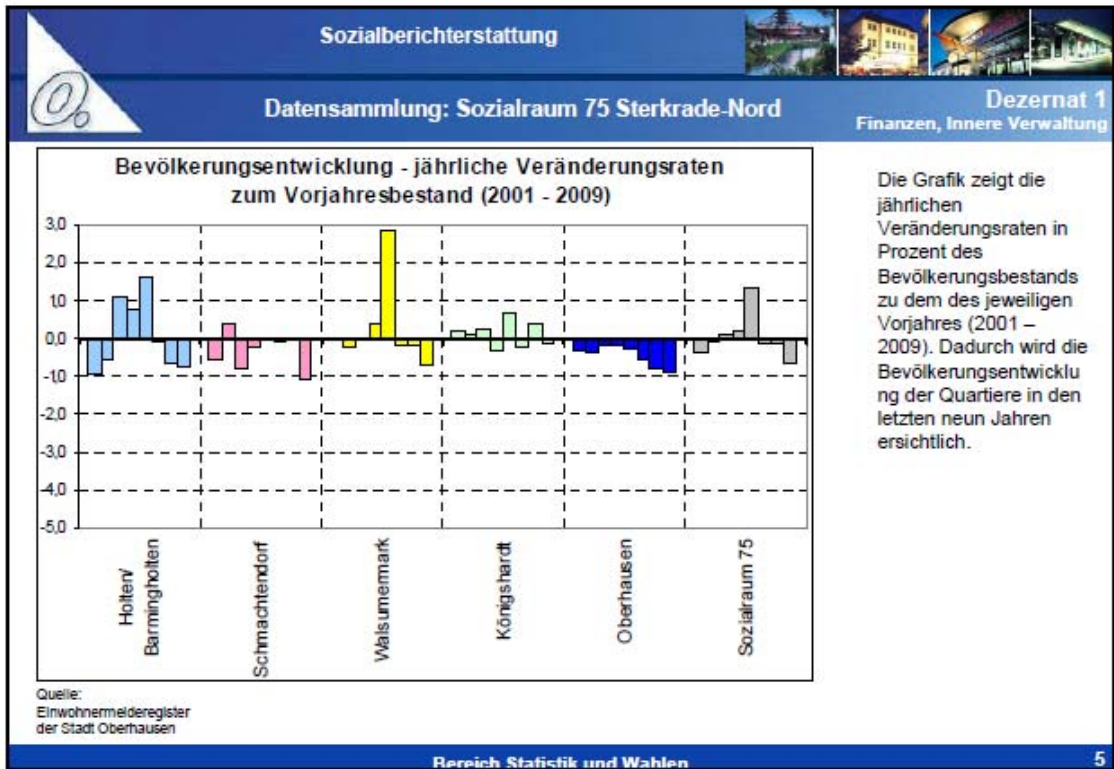 Sozialberichterstattung
O.
Datensammlung: Sozialraum 75 Sterkrade-Nord
Dezernat 1
Finanzen, Innere Verwaltung
Bevölkerungsentwicklung - jährliche Veränderungsraten
zum Vorjahresbestand (2001 - 2009)
3,0
2,0
1,0
0,0
-1,0
-2,0
-3,0
-4,0
-5,0
Holten/
Barmingholten
Schmachtendorf
Walsumermark
Königshardt
Oberhausen
Sozialraum 75
Die Grafik zeigt die
jährlichen
Veränderungsraten in
Prozent des
Bevölkerungsbestands
zu dem des jeweiligen
Vorjahres (2001 –
2009). Dadurch wird die
Bevölkerungsentwicklu
ng der Quartiere in den
letzten neun Jahren
ersichtlich.
Quelle:
Einwohnermelderegister
der Stadt Oberhausen
Bereich Statistik und Wahlen
5